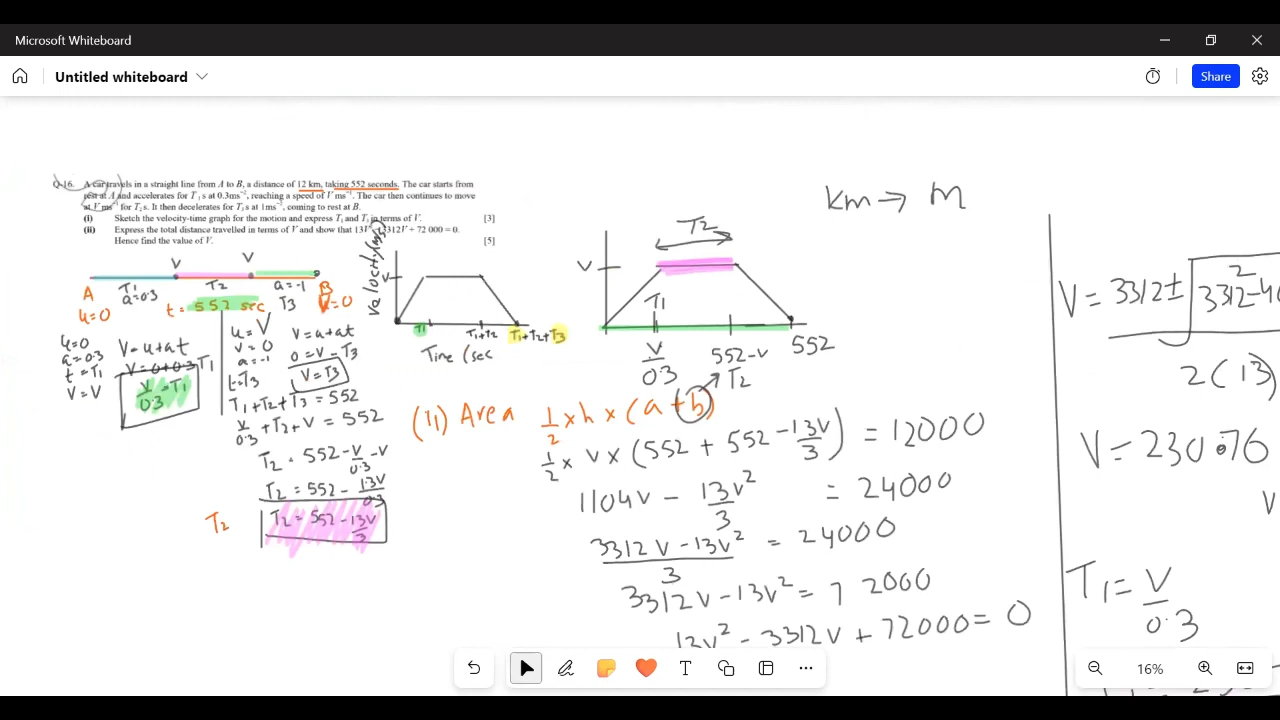 Microsoft Whiteboard
Untitled whiteboard
Share
Q.16. A car travels in a straight line from A to B, a distance of 12 km, taking 552 seconds. The car starts from
rest at A and accelerates for T₁ s at 0.3ms⁻², reaching a speed of V ms⁻¹. The car then continues to move
at V ms⁻¹ for T₂ s. It then decelerates for T₃ s at 1ms⁻², coming to rest at B.
(i) Sketch the velocity-time graph for the motion and express T₁ and T₃ in terms of V. [3]
(ii) Express the total distance travelled in terms of V and show that 13V² - 3312V + 72 000 = 0.
Hence find the value of V. [5]
V V
A T₁ T₂ a=-1 B
a=0.3
u=0 t = 552 sec T3 V=0
u=0
a=0.3
t=T₁
V=V
V=u+at
V=0+0.3T₁
V/0.3=T₁
u=V
V=0
a=-1
t=T3
V=u+at
0=V-T3
V=T3
T₁+T₂+T3=552
V/0.3+T₂+V=552
T₂=552-V/0.3-V
T₂=552-1.3V/0.3
T₂ T₂=552-13V/3
Velocity(m/s)
V
T1 T₁+T₂ T₁+T₂+T3
Time (sec
T2
V
T1
V/0.3 552-V 552
T2
(ii) Area 1/2 x h x (a+b)
1/2 x V x (552 + 552 - 13V/3) = 12000
1104V - 13V²/3 = 24000
3312V - 13V²/3 = 24000
3312V - 13V² = 72000
13V² - 3312V + 72000 = 0
km → m
2(13)
V=230.76
V
T₁=V/0.3
16%